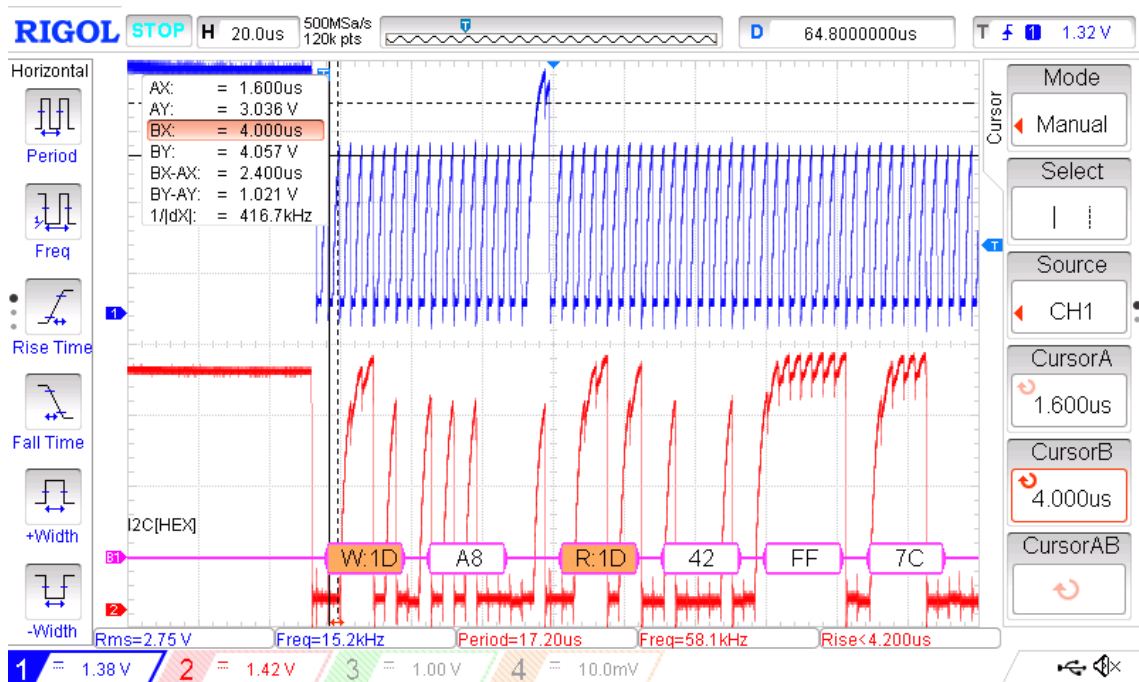 RIGOL STOP H 20.0us 500MSa/s 120k pts T D 64.8000000us T 1 1.32 V
Horizontal
Period
Freq
Rise Time
Fall Time
+Width
-Width
AX: = 1.600us
AY: = 3.036 V
BX: = 4.000us
BY: = 4.057 V
BX-AX: = 2.400us
BY-AY: = 1.021 V
1/|dX|: = 416.7kHz
T
T
1
I2C[HEX]
B1 W:1D A8 R:1D 42 FF 7C
2
Cursor
Mode
Manual
Select
Source
CH1
CursorA
1.600us
CursorB
4.000us
CursorAB
Rms=2.75 V Freq=15.2kHz Period=17.20us Freq=58.1kHz Rise<4.200us
1 = 1.38 V 2 = 1.42 V 3 = 1.00 V 4 = 10.0mV